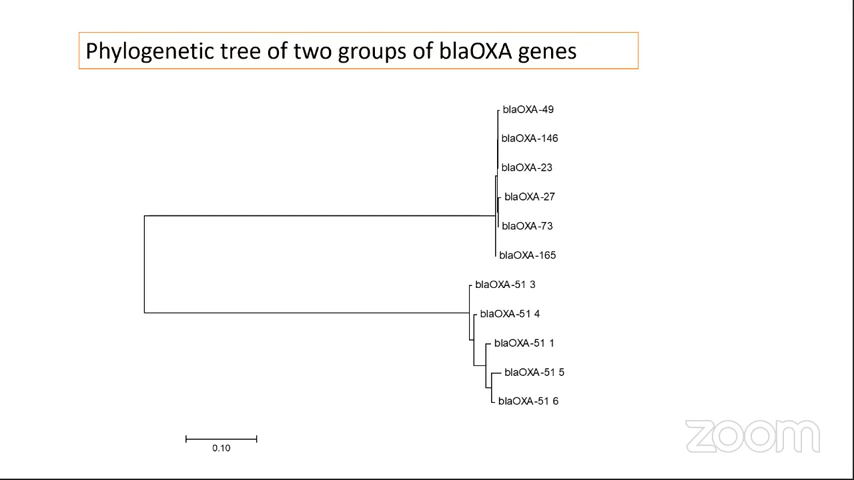 Phylogenetic tree of two groups of blaOXA genes
blaOXA-49
blaOXA-146
blaOXA-23
blaOXA-27
blaOXA-73
blaOXA-165
blaOXA-51 3
blaOXA-51 4
blaOXA-51 1
blaOXA-51 5
blaOXA-51 6
0.10
zoom